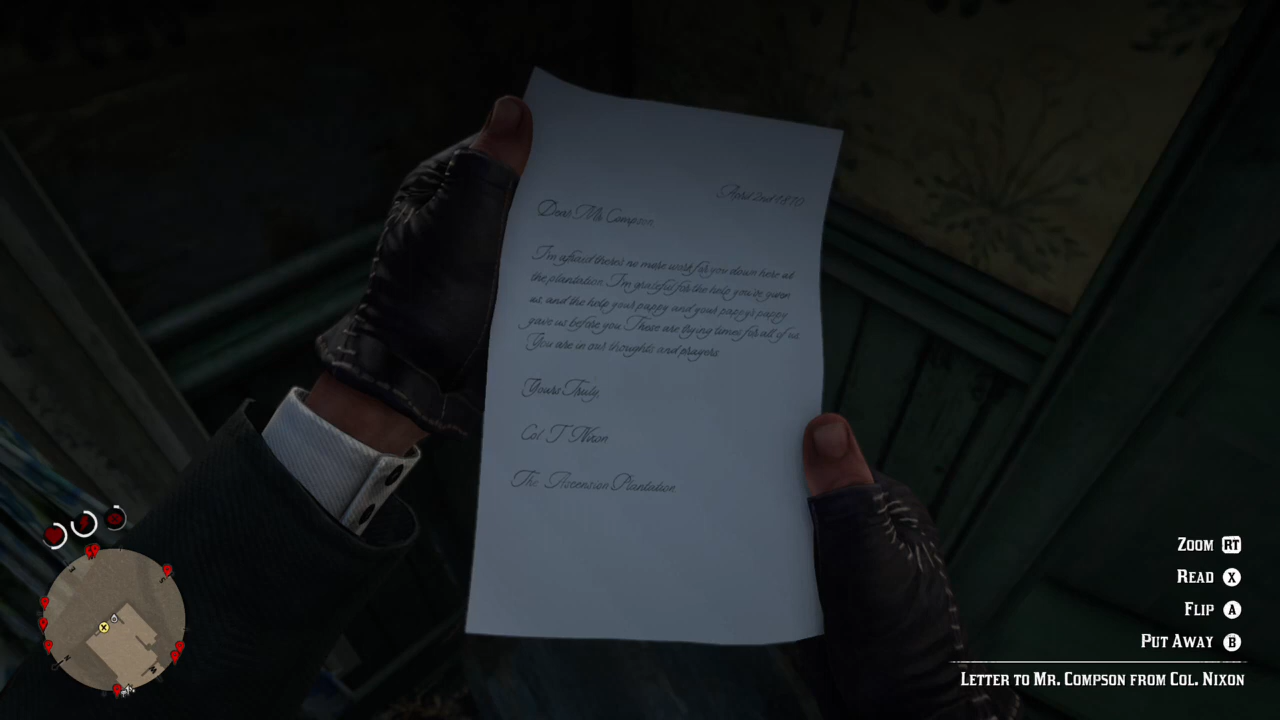 April 2nd 1870
Dear Mr Compson,
I'm afraid there's no more work for you down here at
the plantation. I'm grateful for the help you've given
us, and the help your pappy and your pappy's pappy
gave us before you. These are trying times for all of us.
You are in our thoughts and prayers.
Yours Truly,
Col. T Nixon
The Ascension Plantation
ZOOM RT
READ X
FLIP A
PUT AWAY B
LETTER TO MR. COMPSON FROM COL. NIXON